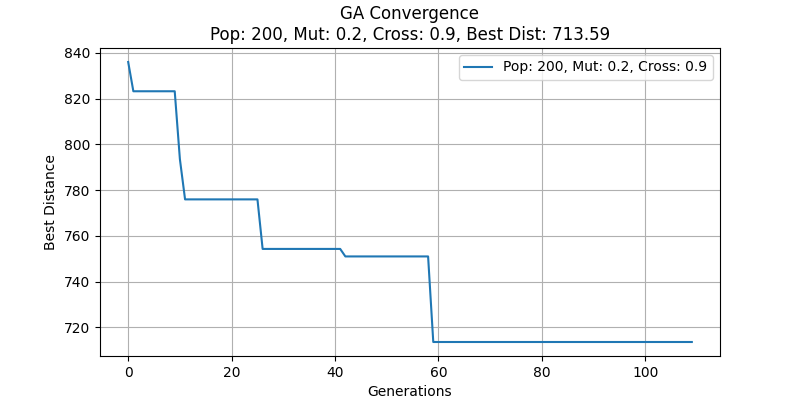 GA Convergence
Pop: 200, Mut: 0.2, Cross: 0.9, Best Dist: 713.59
Pop: 200, Mut: 0.2, Cross: 0.9
840
820
800
780
760
740
720
Best Distance
0 20 40 60 80 100
Generations